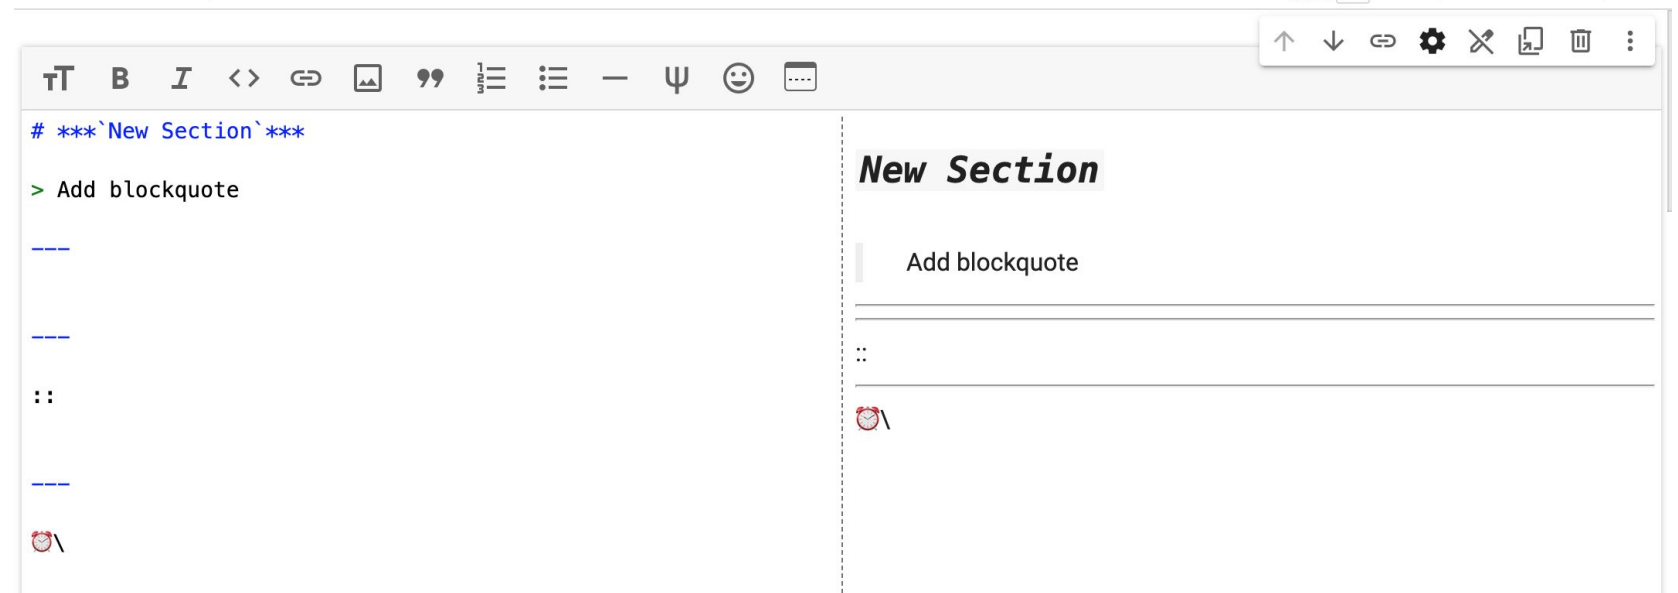 # ***`New Section`***
> Add blockquote
---
---
::
---
⏰\
New Section
Add blockquote
::
⏰\